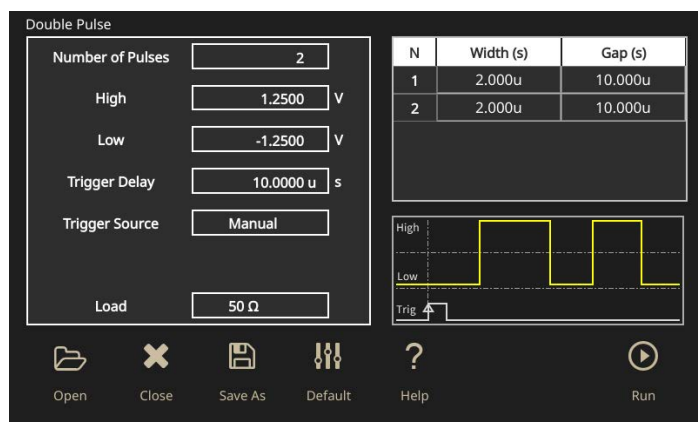 Double Pulse
Number of Pulses 2
High 1.2500 V
Low -1.2500 V
Trigger Delay 10.0000 u s
Trigger Source Manual
Load 50 Ω
N Width (s) Gap (s)
1 2.000u 10.000u
2 2.000u 10.000u
High
Low
Trig
Open Close Save As Default ? Help Run